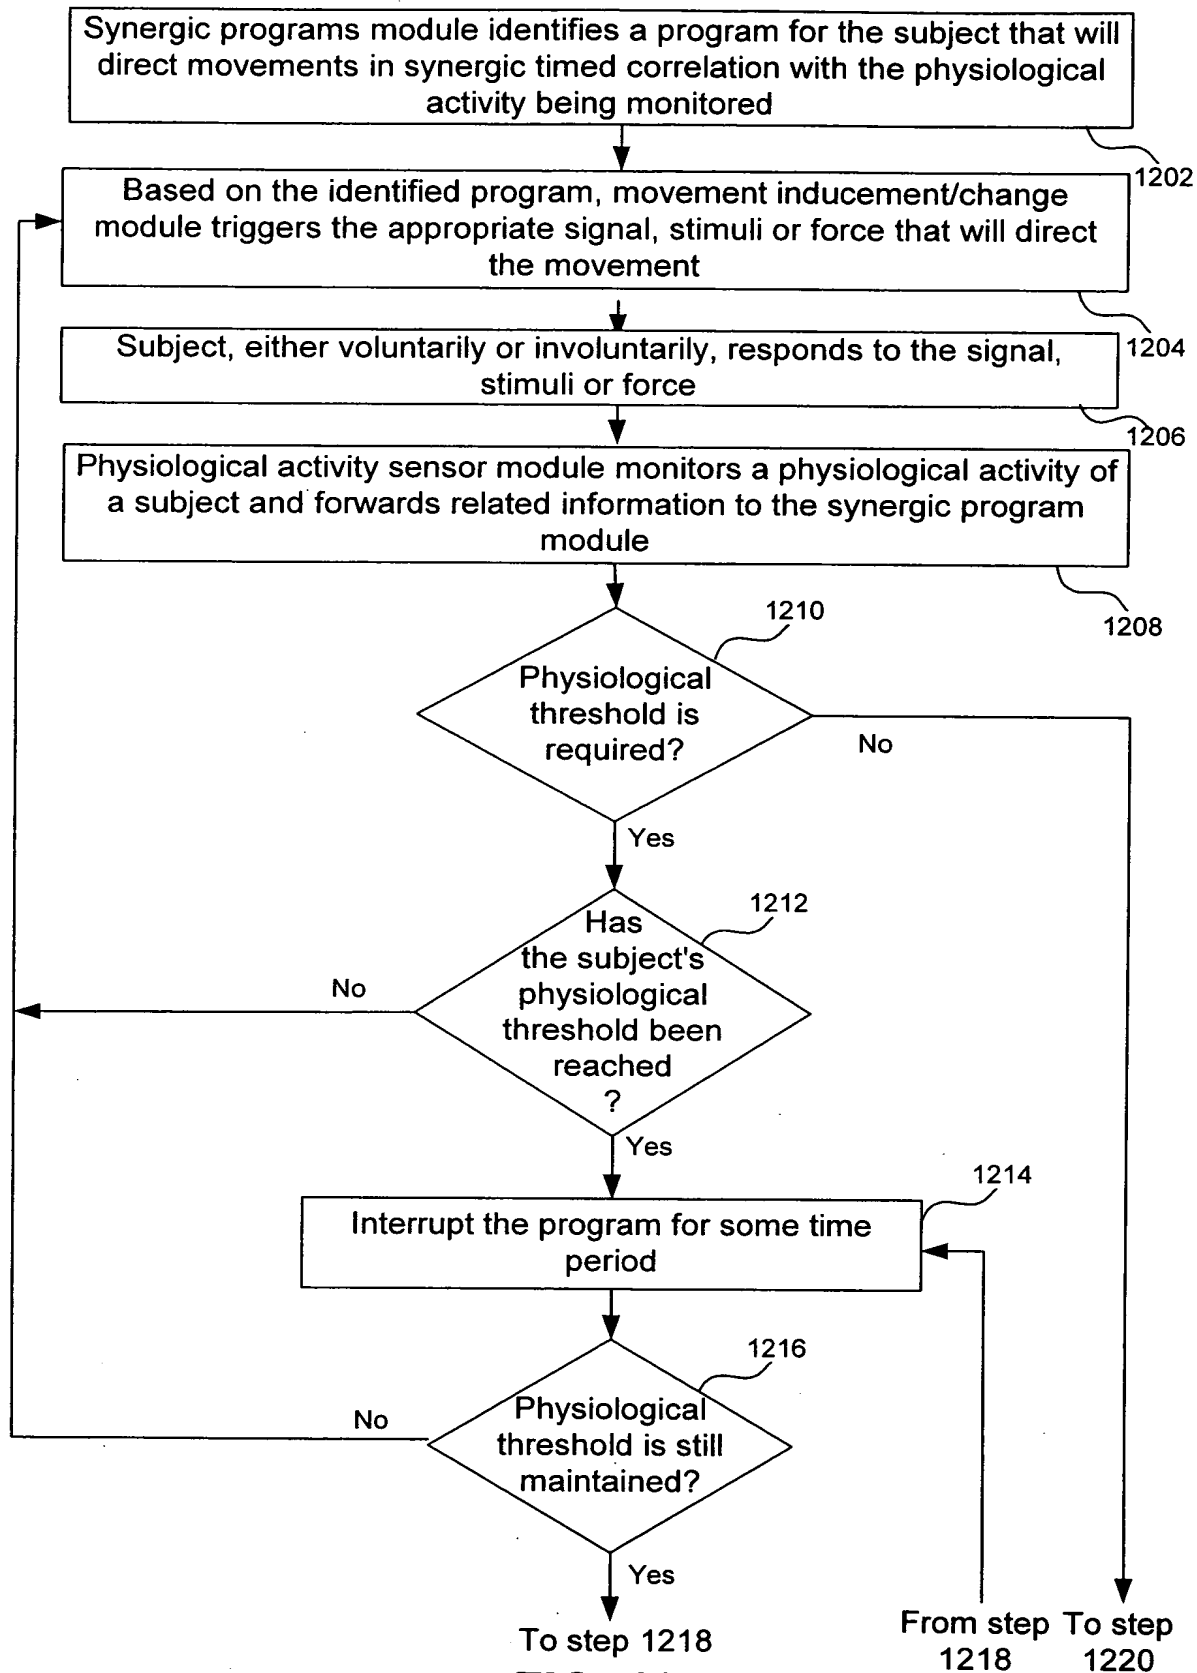 Synergic programs module identifies a program for the subject that will
direct movements in synergic timed correlation with the physiological
activity being monitored
1202
Based on the identified program, movement inducement/change
module triggers the appropriate signal, stimuli or force that will direct
the movement
1204
Subject, either voluntarily or involuntarily, responds to the signal,
stimuli or force
1206
Physiological activity sensor module monitors a physiological activity of
a subject and forwards related information to the synergic program
module
1208
1210
Physiological
threshold is
required?
No
Yes
1212
Has
the subject's
physiological
threshold been
reached
?
No
Yes
1214
Interrupt the program for some time
period
1216
Physiological
threshold is still
maintained?
No
Yes
To step 1218
From step
1218
To step
1220